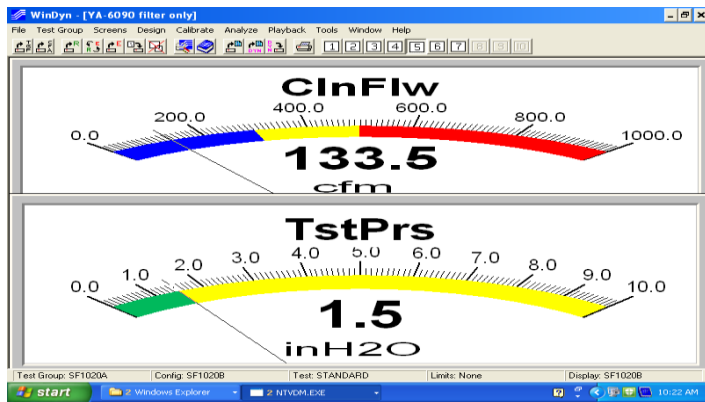 WinDyn - [YA-6090 filter only]
File Test Group Screens Design Calibrate Analyze Playback Tools Window Help
1 2 3 4 5 6 7 8 9 10
ClnFlw
0.0 200.0 400.0 600.0 800.0 1000.0
133.5
cfm
TstPrs
0.0 1.0 2.0 3.0 4.0 5.0 6.0 7.0 8.0 9.0 10.0
1.5
inH2O
Test Group: SF1020A Config: SF1020B Test: STANDARD Limits: None Display: SF1020B
start 2 Windows Explorer 2 NTVDM.EXE 10:22 AM